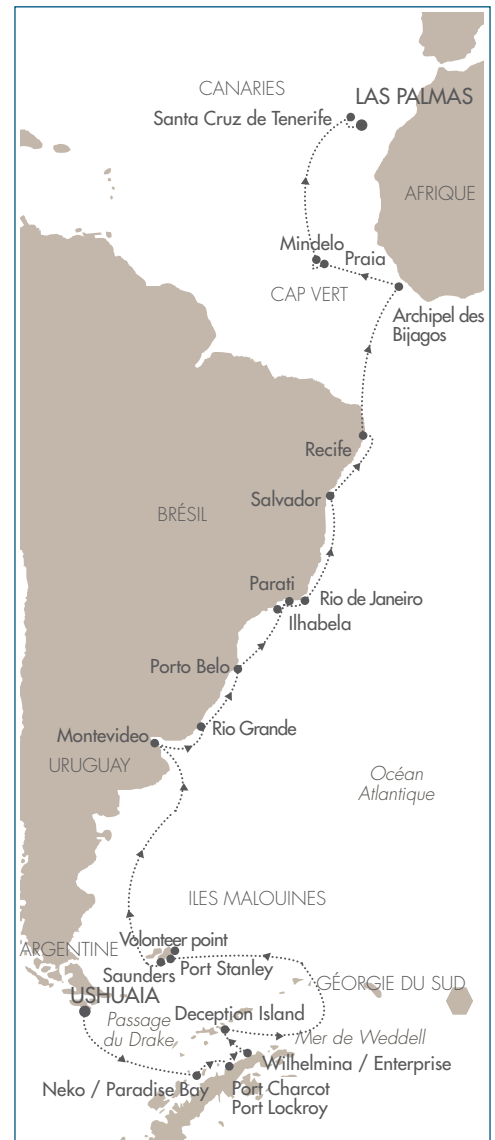 CANARIES
LAS PALMAS
Santa Cruz de Tenerife
AFRIQUE
Mindelo
Praia
CAP VERT
Archipel des
Bijagos
Recife
Salvador
BRÉSIL
Parati
Rio de Janeiro
Ilhabela
Porto Belo
Rio Grande
Montevideo
URUGUAY
Océan
Atlantique
ILES MALOUINES
Volonteer point
ARGENTINE
Port Stanley
Saunders
GÉORGIE DU SUD
USHUAIA
Deception Island
Passage
du Drake
Mer de Weddell
Wilhelmina / Enterprise
Neko / Paradise Bay
Port Charcot
Port Lockroy